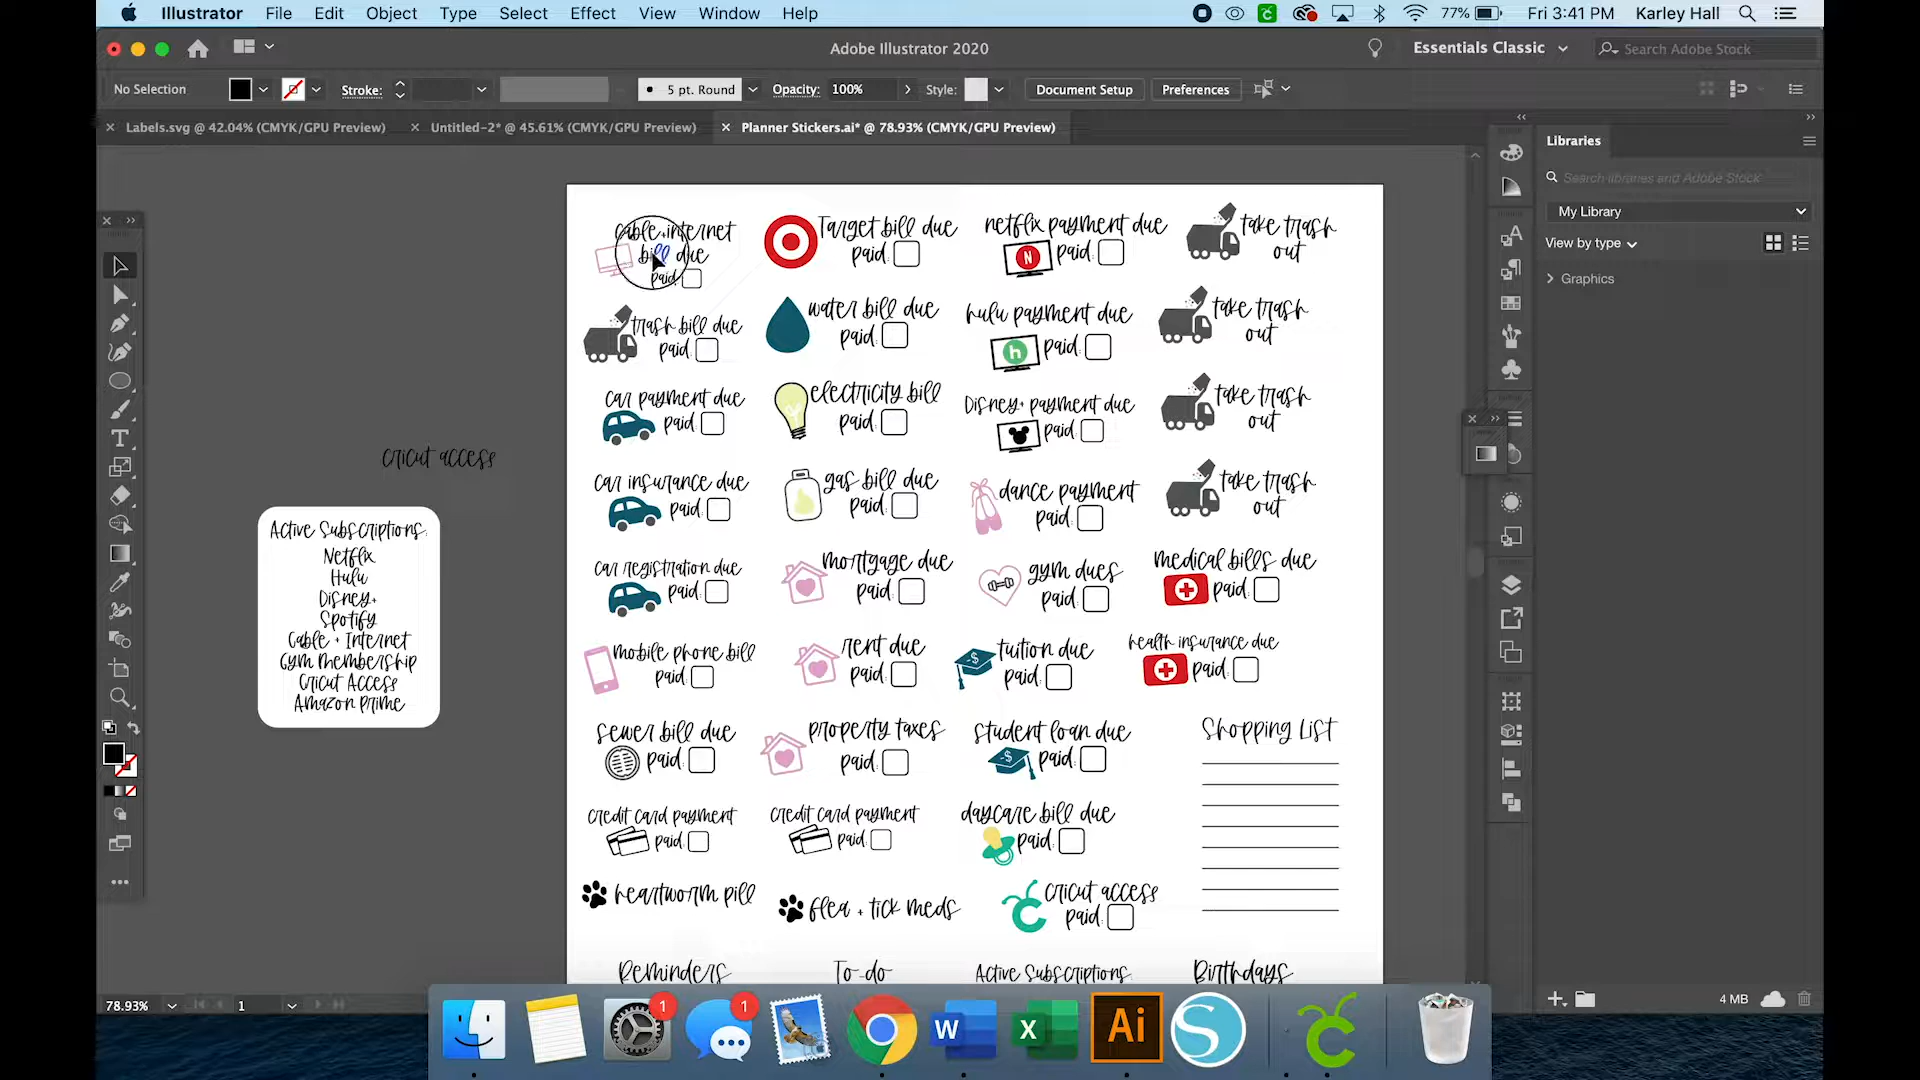 Illustrator File Edit Object Type Select Effect View Window Help
77% Fri 3:41 PM Karley Hall
Adobe Illustrator 2020
Essentials Classic
Search Adobe Stock
No Selection
Stroke:
5 pt. Round
Opacity: 100%
Style:
Document Setup
Preferences
Labels.svg @ 42.04% (CMYK/GPU Preview)
Untitled-2* @ 45.61% (CMYK/GPU Preview)
Planner Stickers.ai* @ 78.93% (CMYK/GPU Preview)
Libraries
Search libraries and Adobe Stock
My Library
View by type
Graphics
cable+internet
bill due
paid:
Target bill due
paid:
netflix payment due
N
paid:
take trash
out
trash bill due
paid:
water bill due
paid:
hulu payment due
h
paid:
take trash
out
car payment due
paid:
electricity bill
paid:
Disney+ payment due
paid:
take trash
out
cricut access
car insurance due
paid:
gas bill due
paid:
dance payment
paid:
take trash
out
Active Subscriptions:
Netflix
Hulu
Disney+
Spotify
Cable + Internet
Gym Membership
Cricut Access
Amazon Prime
car registration due
paid:
mortgage due
paid:
gym dues
paid:
medical bills due
paid:
mobile phone bill
paid:
rent due
paid:
tuition due
$
paid:
health insurance due
paid:
sewer bill due
paid:
property taxes
paid:
student loan due
$
paid:
Shopping List
credit card payment
paid:
credit card payment
paid:
daycare bill due
paid:
heartworm pill
flea + tick meds
cricut access
paid:
Reminders
To-do
Active Subscriptions
Birthdays
78.93%
1
4 MB
1
1
W
X
Ai
S